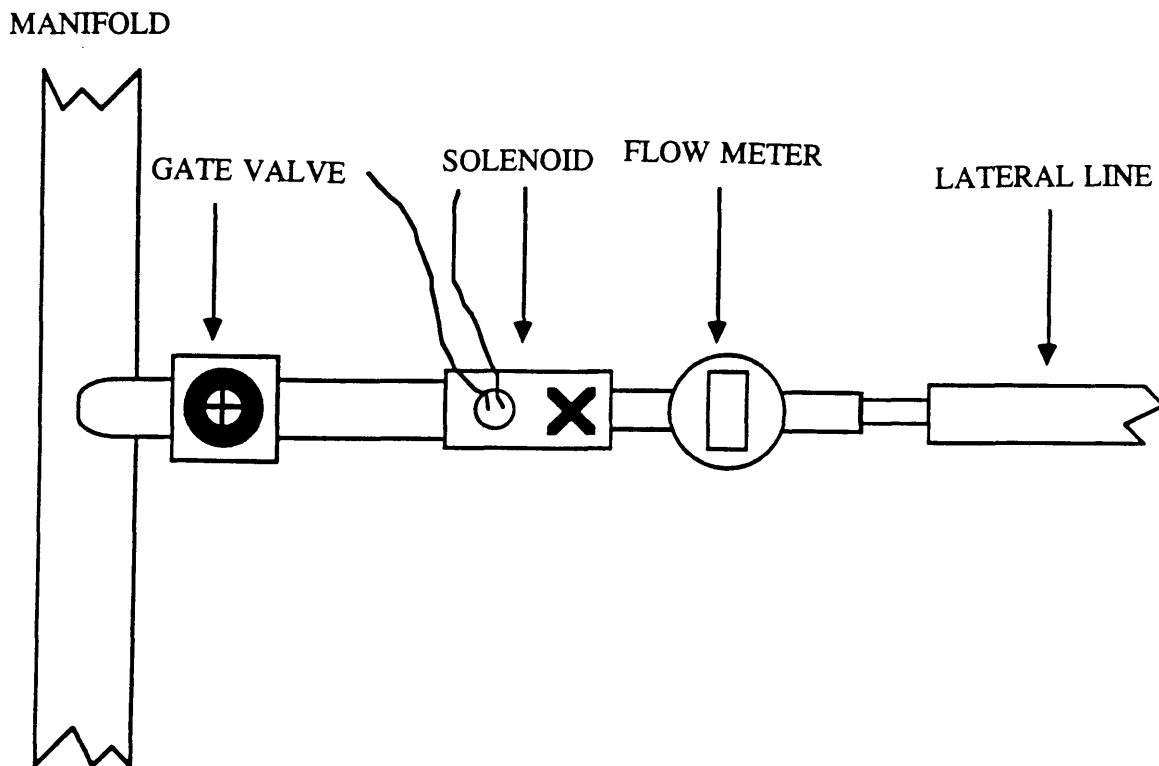 MANIFOLD
GATE VALVE
SOLENOID
FLOW METER
LATERAL LINE